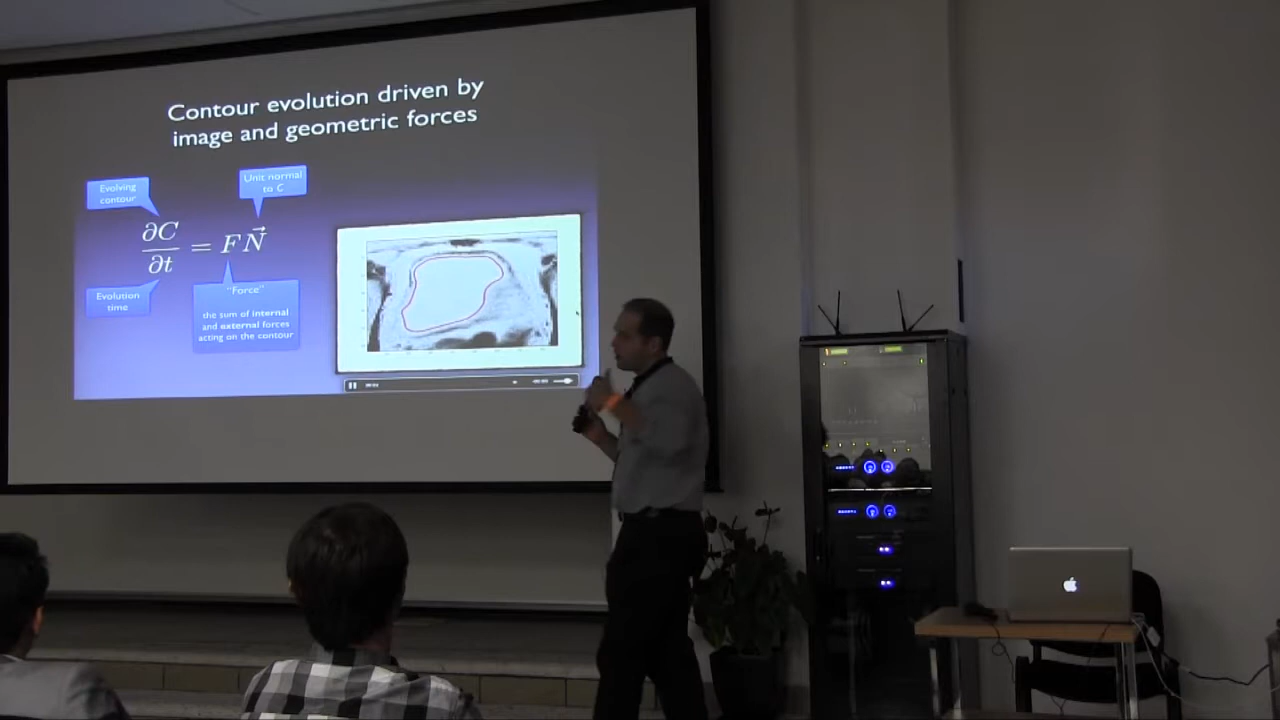 Contour evolution driven by
image and geometric forces
Evolving
contour
Unit normal
to C
∂C
∂t
= F N⃗
Evolution
time
"Force"
the sum of internal
and external forces
acting on the contour